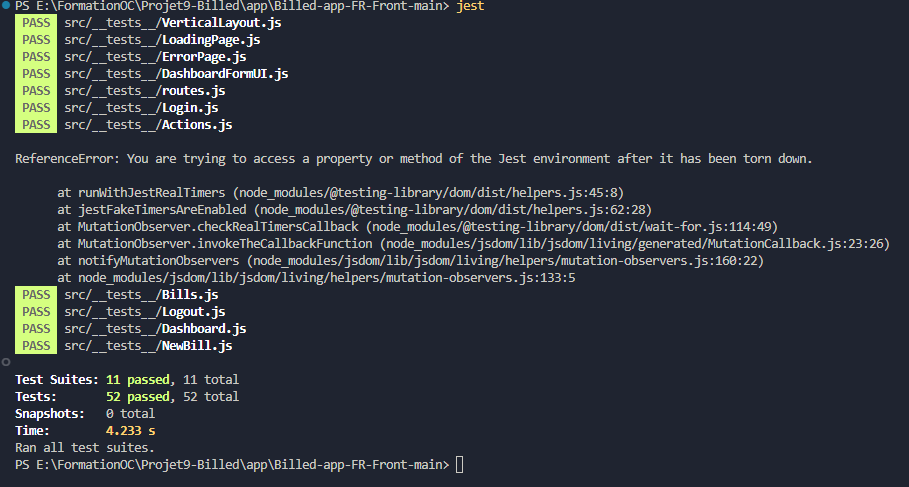 PS E:\FormationOC\Projet9-Billed\app\Billed-app-FR-Front-main> jest
PASS src/__tests__/VerticalLayout.js
PASS src/__tests__/LoadingPage.js
PASS src/__tests__/ErrorPage.js
PASS src/__tests__/DashboardFormUI.js
PASS src/__tests__/routes.js
PASS src/__tests__/Login.js
PASS src/__tests__/Actions.js
ReferenceError: You are trying to access a property or method of the Jest environment after it has been torn down.
at runWithJestRealTimers (node_modules/@testing-library/dom/dist/helpers.js:45:8)
at jestFakeTimersAreEnabled (node_modules/@testing-library/dom/dist/helpers.js:62:28)
at MutationObserver.checkRealTimersCallback (node_modules/@testing-library/dom/dist/wait-for.js:114:49)
at MutationObserver.invokeTheCallbackFunction (node_modules/jsdom/lib/jsdom/living/generated/MutationCallback.js:23:26)
at notifyMutationObservers (node_modules/jsdom/lib/jsdom/living/helpers/mutation-observers.js:160:22)
at node_modules/jsdom/lib/jsdom/living/helpers/mutation-observers.js:133:5
PASS src/__tests__/Bills.js
PASS src/__tests__/Logout.js
PASS src/__tests__/Dashboard.js
PASS src/__tests__/NewBill.js
Test Suites: 11 passed, 11 total
Tests: 52 passed, 52 total
Snapshots: 0 total
Time: 4.233 s
Ran all test suites.
PS E:\FormationOC\Projet9-Billed\app\Billed-app-FR-Front-main>